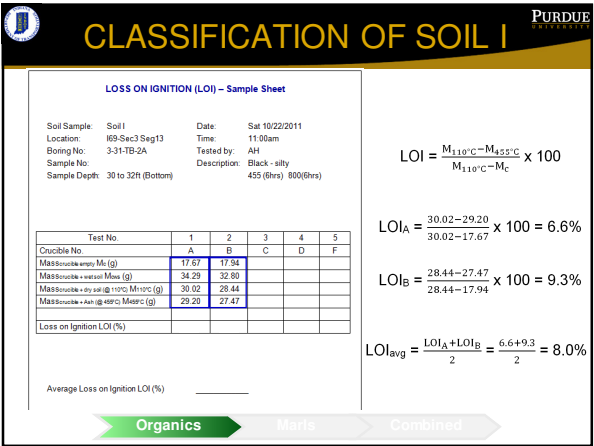 PURDUE
UNIVERSITY
CLASSIFICATION OF SOIL I
LOSS ON IGNITION (LOI) – Sample Sheet
Soil Sample: Soil I Date: Sat 10/22/2011
Location: I69-Sec3 Seg13 Time: 11:00am
Boring No: 3-31-TB-2A Tested by: AH
Sample No: Description: Black - silty
Sample Depth: 30 to 32ft (Bottom) 455 (6hrs) 800(6hrs)
Test No. 1 2 3 4 5
Crucible No. A B C D F
MassCrucible empty Mc (g) 17.67 17.94
MassCrucible + wet soil Mcws (g) 34.29 32.80
MassCrucible + dry soil (@ 110°C) M110°C (g) 30.02 28.44
MassCrucible + Ash (@ 455°C) M455°C (g) 29.20 27.47
Loss on Ignition LOI (%)
Average Loss on Ignition LOI (%)
LOI = (M110°C−M455°C)/(M110°C−Mc) x 100
LOIA = (30.02−29.20)/(30.02−17.67) x 100 = 6.6%
LOIB = (28.44−27.47)/(28.44−17.94) x 100 = 9.3%
LOIavg = (LOIA+LOIB)/2 = (6.6+9.3)/2 = 8.0%
Organics Marls Combined